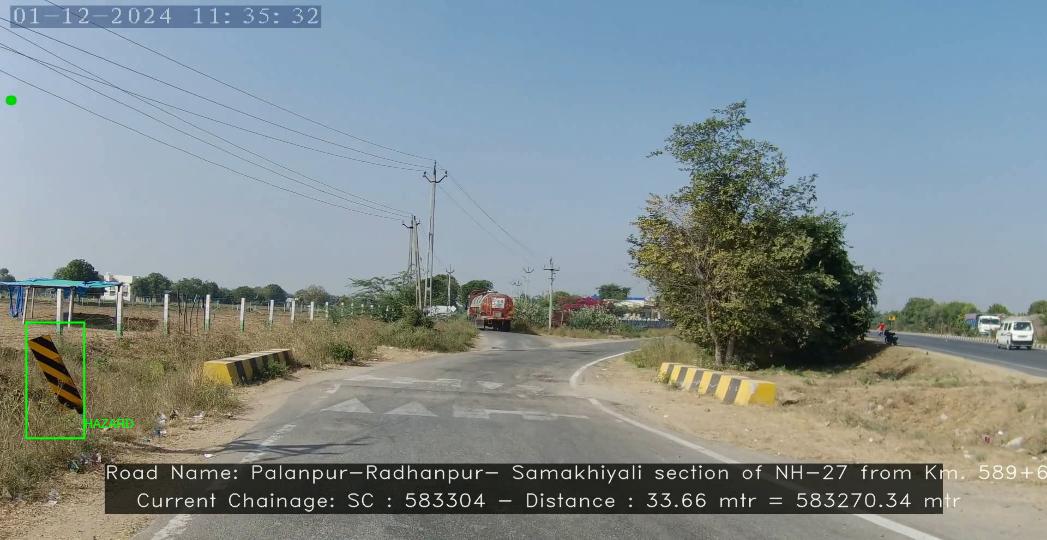 01-12-2024 11:35:32
HAZARD
Road Name: Palanpur-Radhanpur- Samakhiyali section of NH-27 from Km. 589+6
Current Chainage: SC : 583304 - Distance : 33.66 mtr = 583270.34 mtr